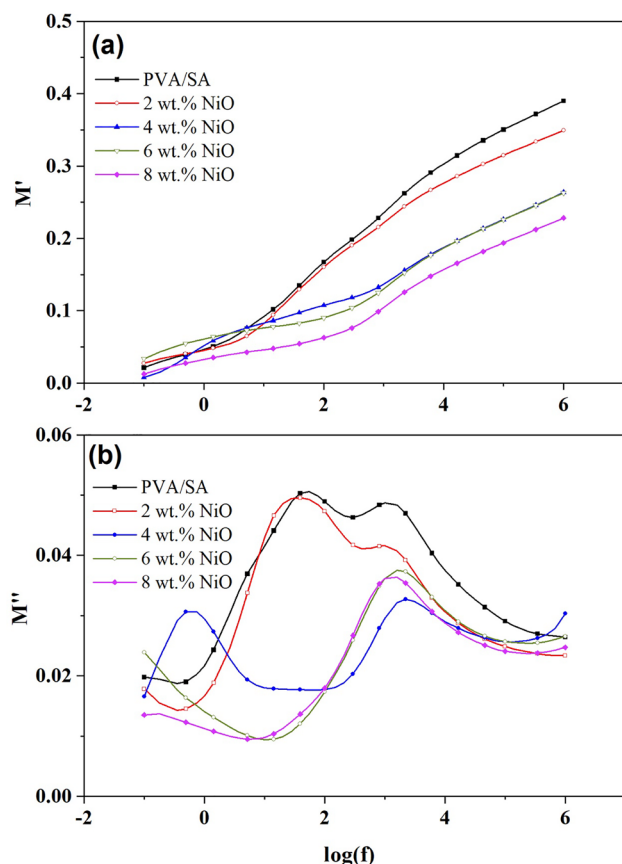 (a)
PVA/SA
2 wt.% NiO
4 wt.% NiO
6 wt.% NiO
8 wt.% NiO
M'
0.5
0.4
0.3
0.2
0.1
0.0
-2 0 2 4 6
(b)
PVA/SA
2 wt.% NiO
4 wt.% NiO
6 wt.% NiO
8 wt.% NiO
M''
0.06
0.04
0.02
0.00
-2 0 2 4 6
log(f)